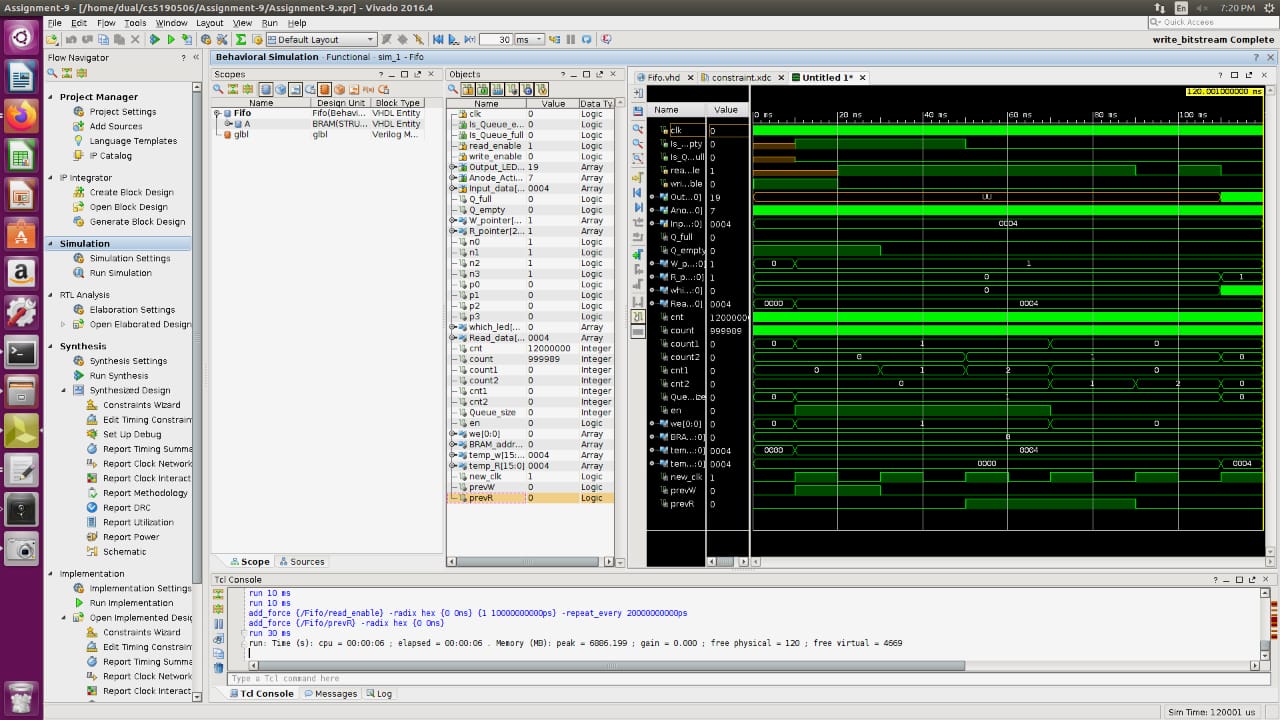 Assignment-9 - [/home/dual/cs5190506/Assignment-9/Assignment-9.xpr] - Vivado 2016.4
En
7:20 PM
File Edit Flow Tools Window Layout View Run Help
Quick Access
Default Layout
30 ms
write_bitstream Complete
Flow Navigator
Project Manager
Project Settings
Add Sources
Language Templates
IP Catalog
IP Integrator
Create Block Design
Open Block Design
Generate Block Design
Simulation
Simulation Settings
Run Simulation
RTL Analysis
Elaboration Settings
Open Elaborated Design
Synthesis
Synthesis Settings
Run Synthesis
Synthesized Design
Constraints Wizard
Edit Timing Constrain
Set Up Debug
Report Timing Summa
Report Clock Network
Report Clock Interact
Report Methodology
Report DRC
Report Utilization
Report Power
Schematic
Implementation
Implementation Settings
Run Implementation
Open Implemented Desig
Constraints Wizard
Edit Timing Constrain
Report Timing Summa
Report Clock Network
Report Clock Interact
Behavioral Simulation - Functional - sim_1 - Fifo
Scopes
Name Design Unit Block Type
Fifo Fifo(Behavi... VHDL Entity
A BRAM(STRU... VHDL Entity
glbl glbl Verilog M...
Scope Sources
Objects
Name Value Data Ty...
clk 0 Logic
Is_Queue_e... 0 Logic
Is_Queue_full 0 Logic
read_enable 1 Logic
write_enable 0 Logic
Output_LED... 19 Array
Anode_Acti... 7 Array
Input_data[... 0004 Array
Q_full 0 Logic
Q_empty 0 Logic
W_pointer[... 1 Array
R_pointer[2... 1 Array
n0 1 Logic
n1 1 Logic
n2 1 Logic
n3 1 Logic
p0 0 Logic
p1 0 Logic
p2 0 Logic
p3 0 Logic
which_led[... 0 Array
Read_data[... 0004 Array
cnt 12000000 Integer
count 999989 Integer
count1 0 Integer
count2 0 Integer
cnt1 0 Integer
cnt2 0 Integer
Queue_size 0 Integer
en 0 Logic
we[0:0] 0 Array
BRAM_addr... 0 Array
temp_w[15:... 0004 Array
temp_R[15:0] 0004 Array
new_clk 1 Logic
prevW 0 Logic
prevR 0 Logic
Fifo.vhd constraint.xdc Untitled 1*
120.001000000 ms
Name Value
0 ms 20 ms 40 ms 60 ms 80 ms 100 ms
clk 0
Is_...pty 0
Is_Q...ull 0
rea...le 1
wri...ble 0
Out...0] 19 UU
Ano...0] 7
Inp...:0] 0004 0004
Q_full 0
Q_empty 0
W_p...:0] 1 0 1
R_p...:0] 1 0 1
whi...:0] 0 0
Rea...:0] 0004 0000 0004
cnt 1200000
count 999989
count1 0 0 1 0
count2 0 0 1 0
cnt1 0 0 1 2 0
cnt2 0 0 1 2 0
Que...ize 0 0 1 0
en 0
we[0:0] 0 0 1 0
BRA...:0] 0 0
tem...:0] 0004 0000 0004
tem...:0] 0004 0000 0004
new_clk 1
prevW 0
prevR 0
Tcl Console
run 10 ms
run 10 ms
add_force {/Fifo/read_enable} -radix hex {0 0ns} {1 10000000000ps} -repeat_every 20000000000ps
add_force {/Fifo/prevR} -radix hex {0 0ns}
run 30 ms
run: Time (s): cpu = 00:00:06 ; elapsed = 00:00:06 . Memory (MB): peak = 6886.199 ; gain = 0.000 ; free physical = 120 ; free virtual = 4669
Type a Tcl command here
Tcl Console Messages Log
Sim Time: 120001 us